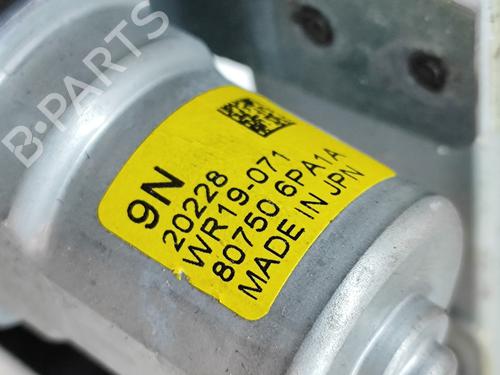 B-PARTS
9N
20228
WR19-071
80750 6PA1A
MADE IN JPN